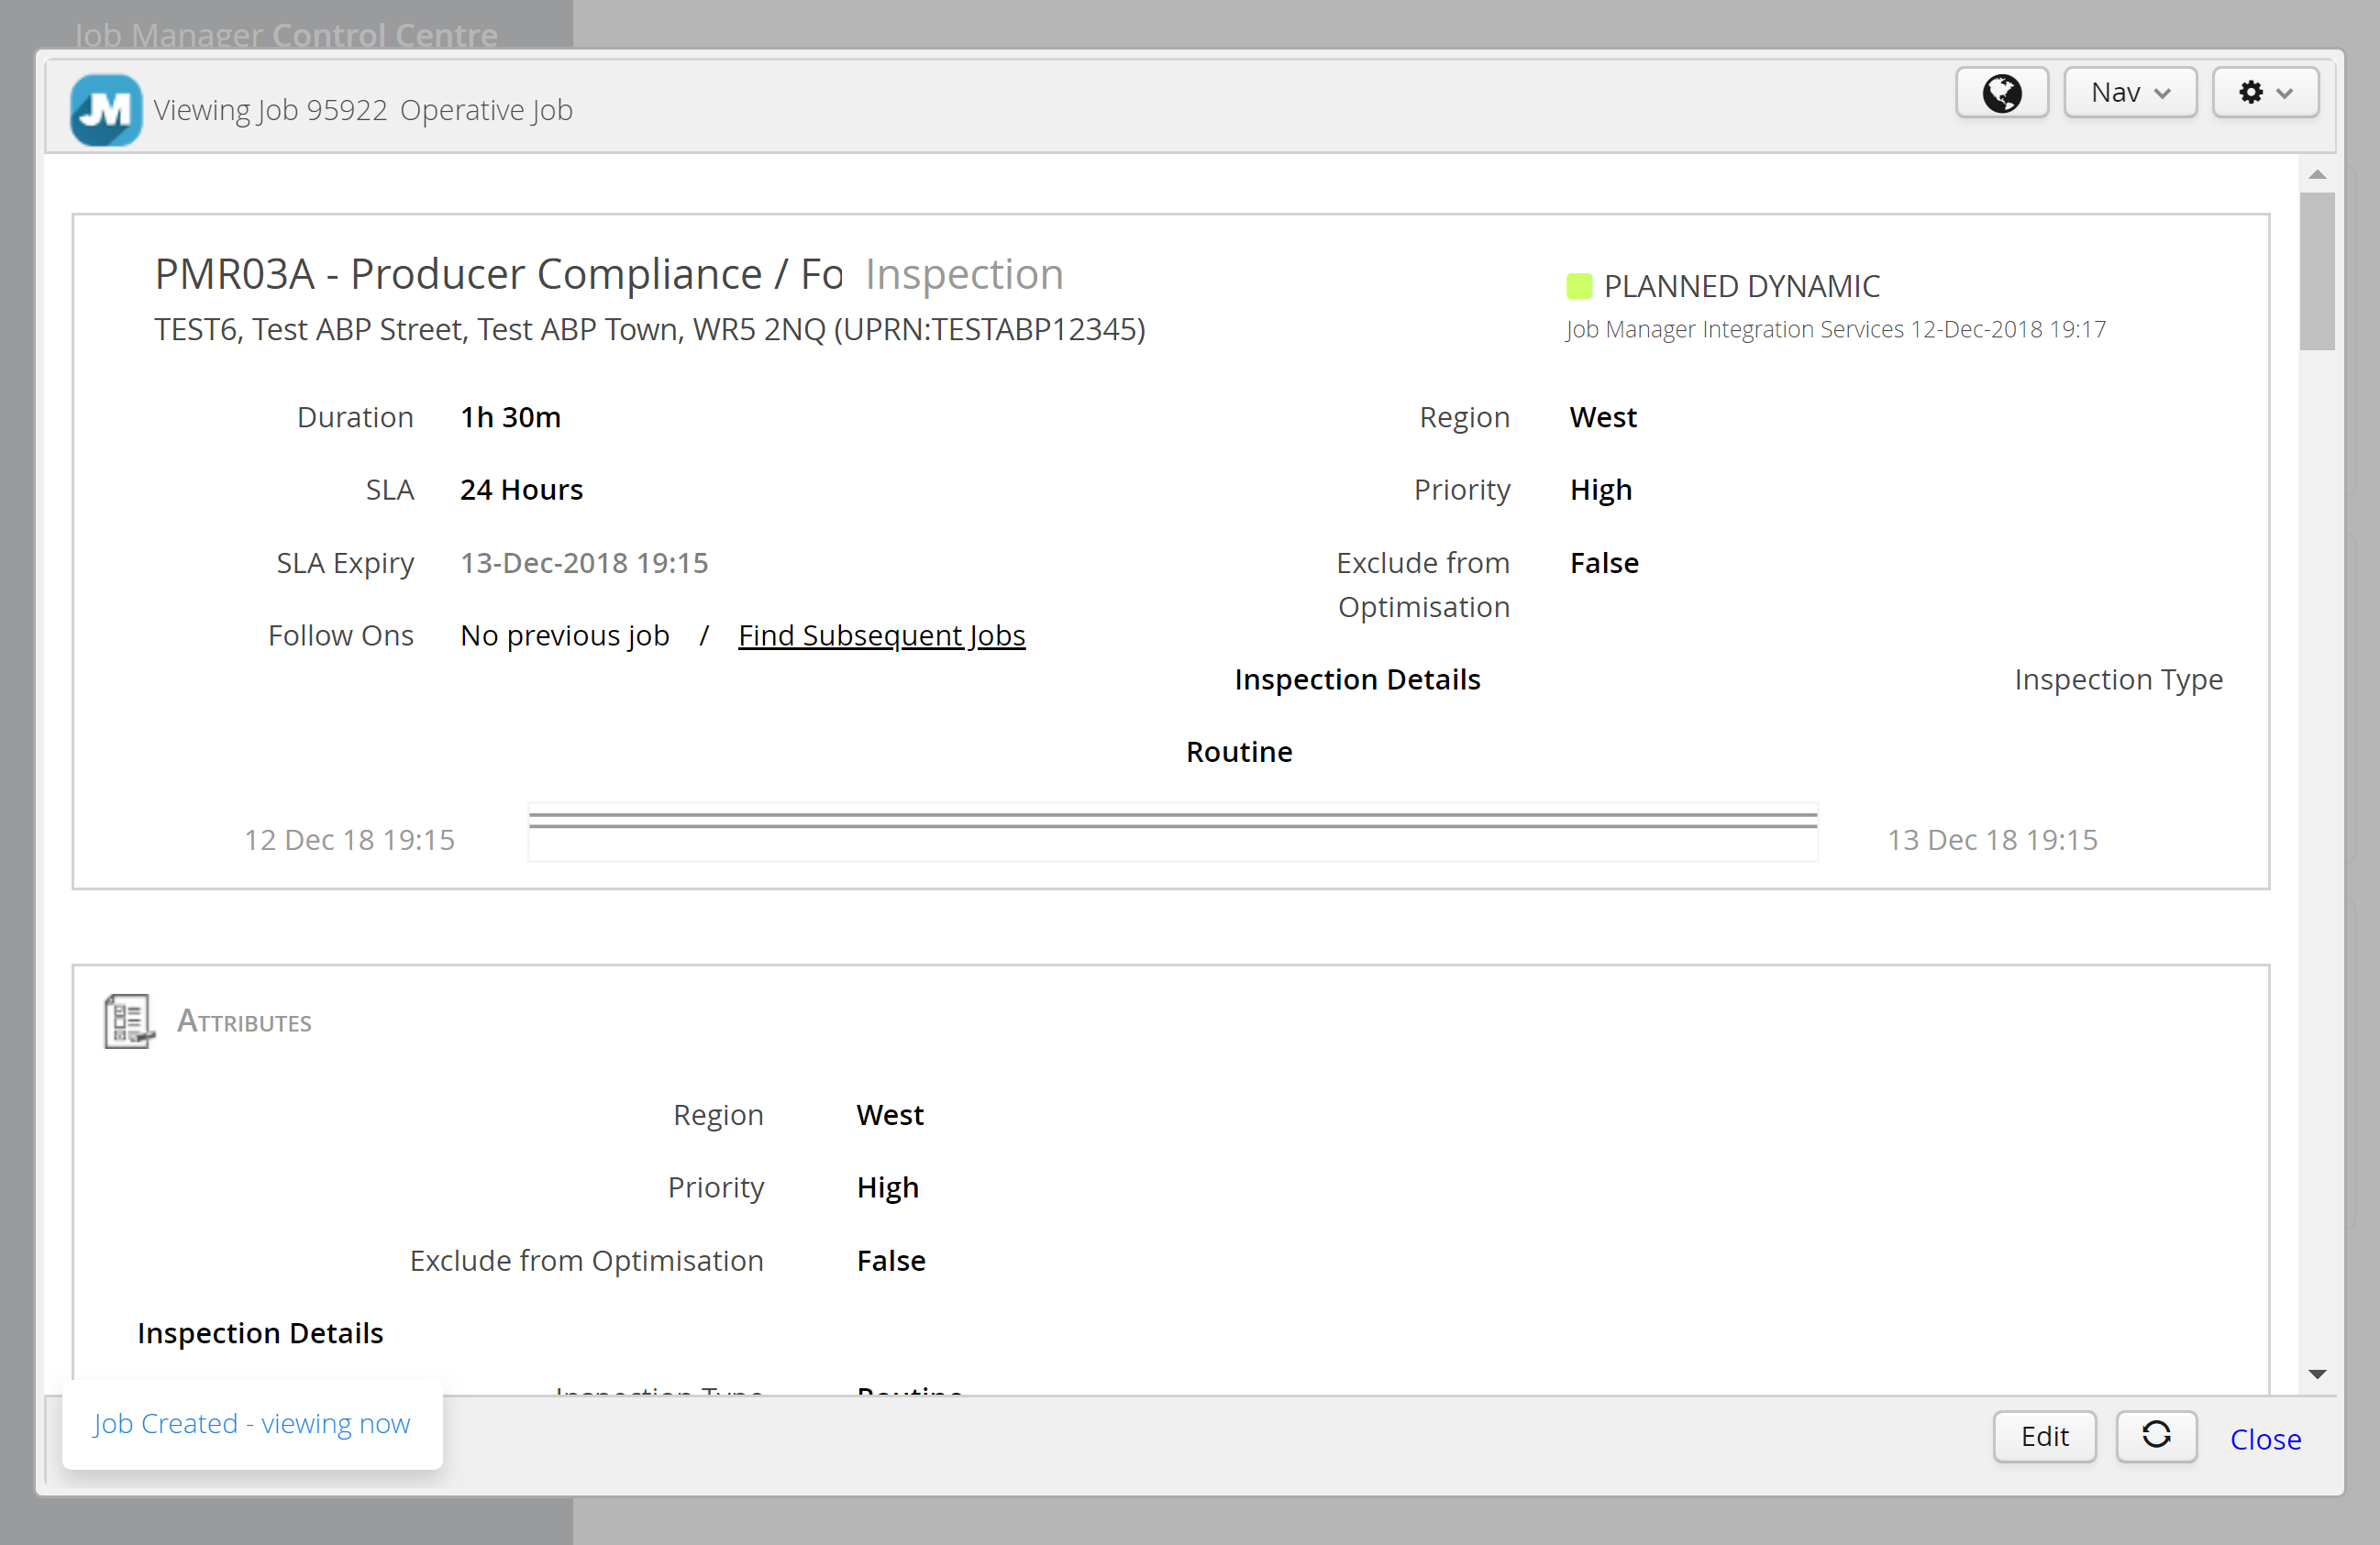 Job Manager Control Centre
JM
Viewing Job 95922 Operative Job
Nav
PMR03A - Producer Compliance / Fo Inspection
PLANNED DYNAMIC
TEST6, Test ABP Street, Test ABP Town, WR5 2NQ (UPRN:TESTABP12345)
Job Manager Integration Services 12-Dec-2018 19:17
Duration 1h 30m
Region West
SLA 24 Hours
Priority High
SLA Expiry 13-Dec-2018 19:15
Exclude from Optimisation False
Follow Ons No previous job / Find Subsequent Jobs
Inspection Details
Inspection Type
Routine
12 Dec 18 19:15
13 Dec 18 19:15
Attributes
Region West
Priority High
Exclude from Optimisation False
Inspection Details
Inspection Type Routine
Job Created - viewing now
Edit
Close